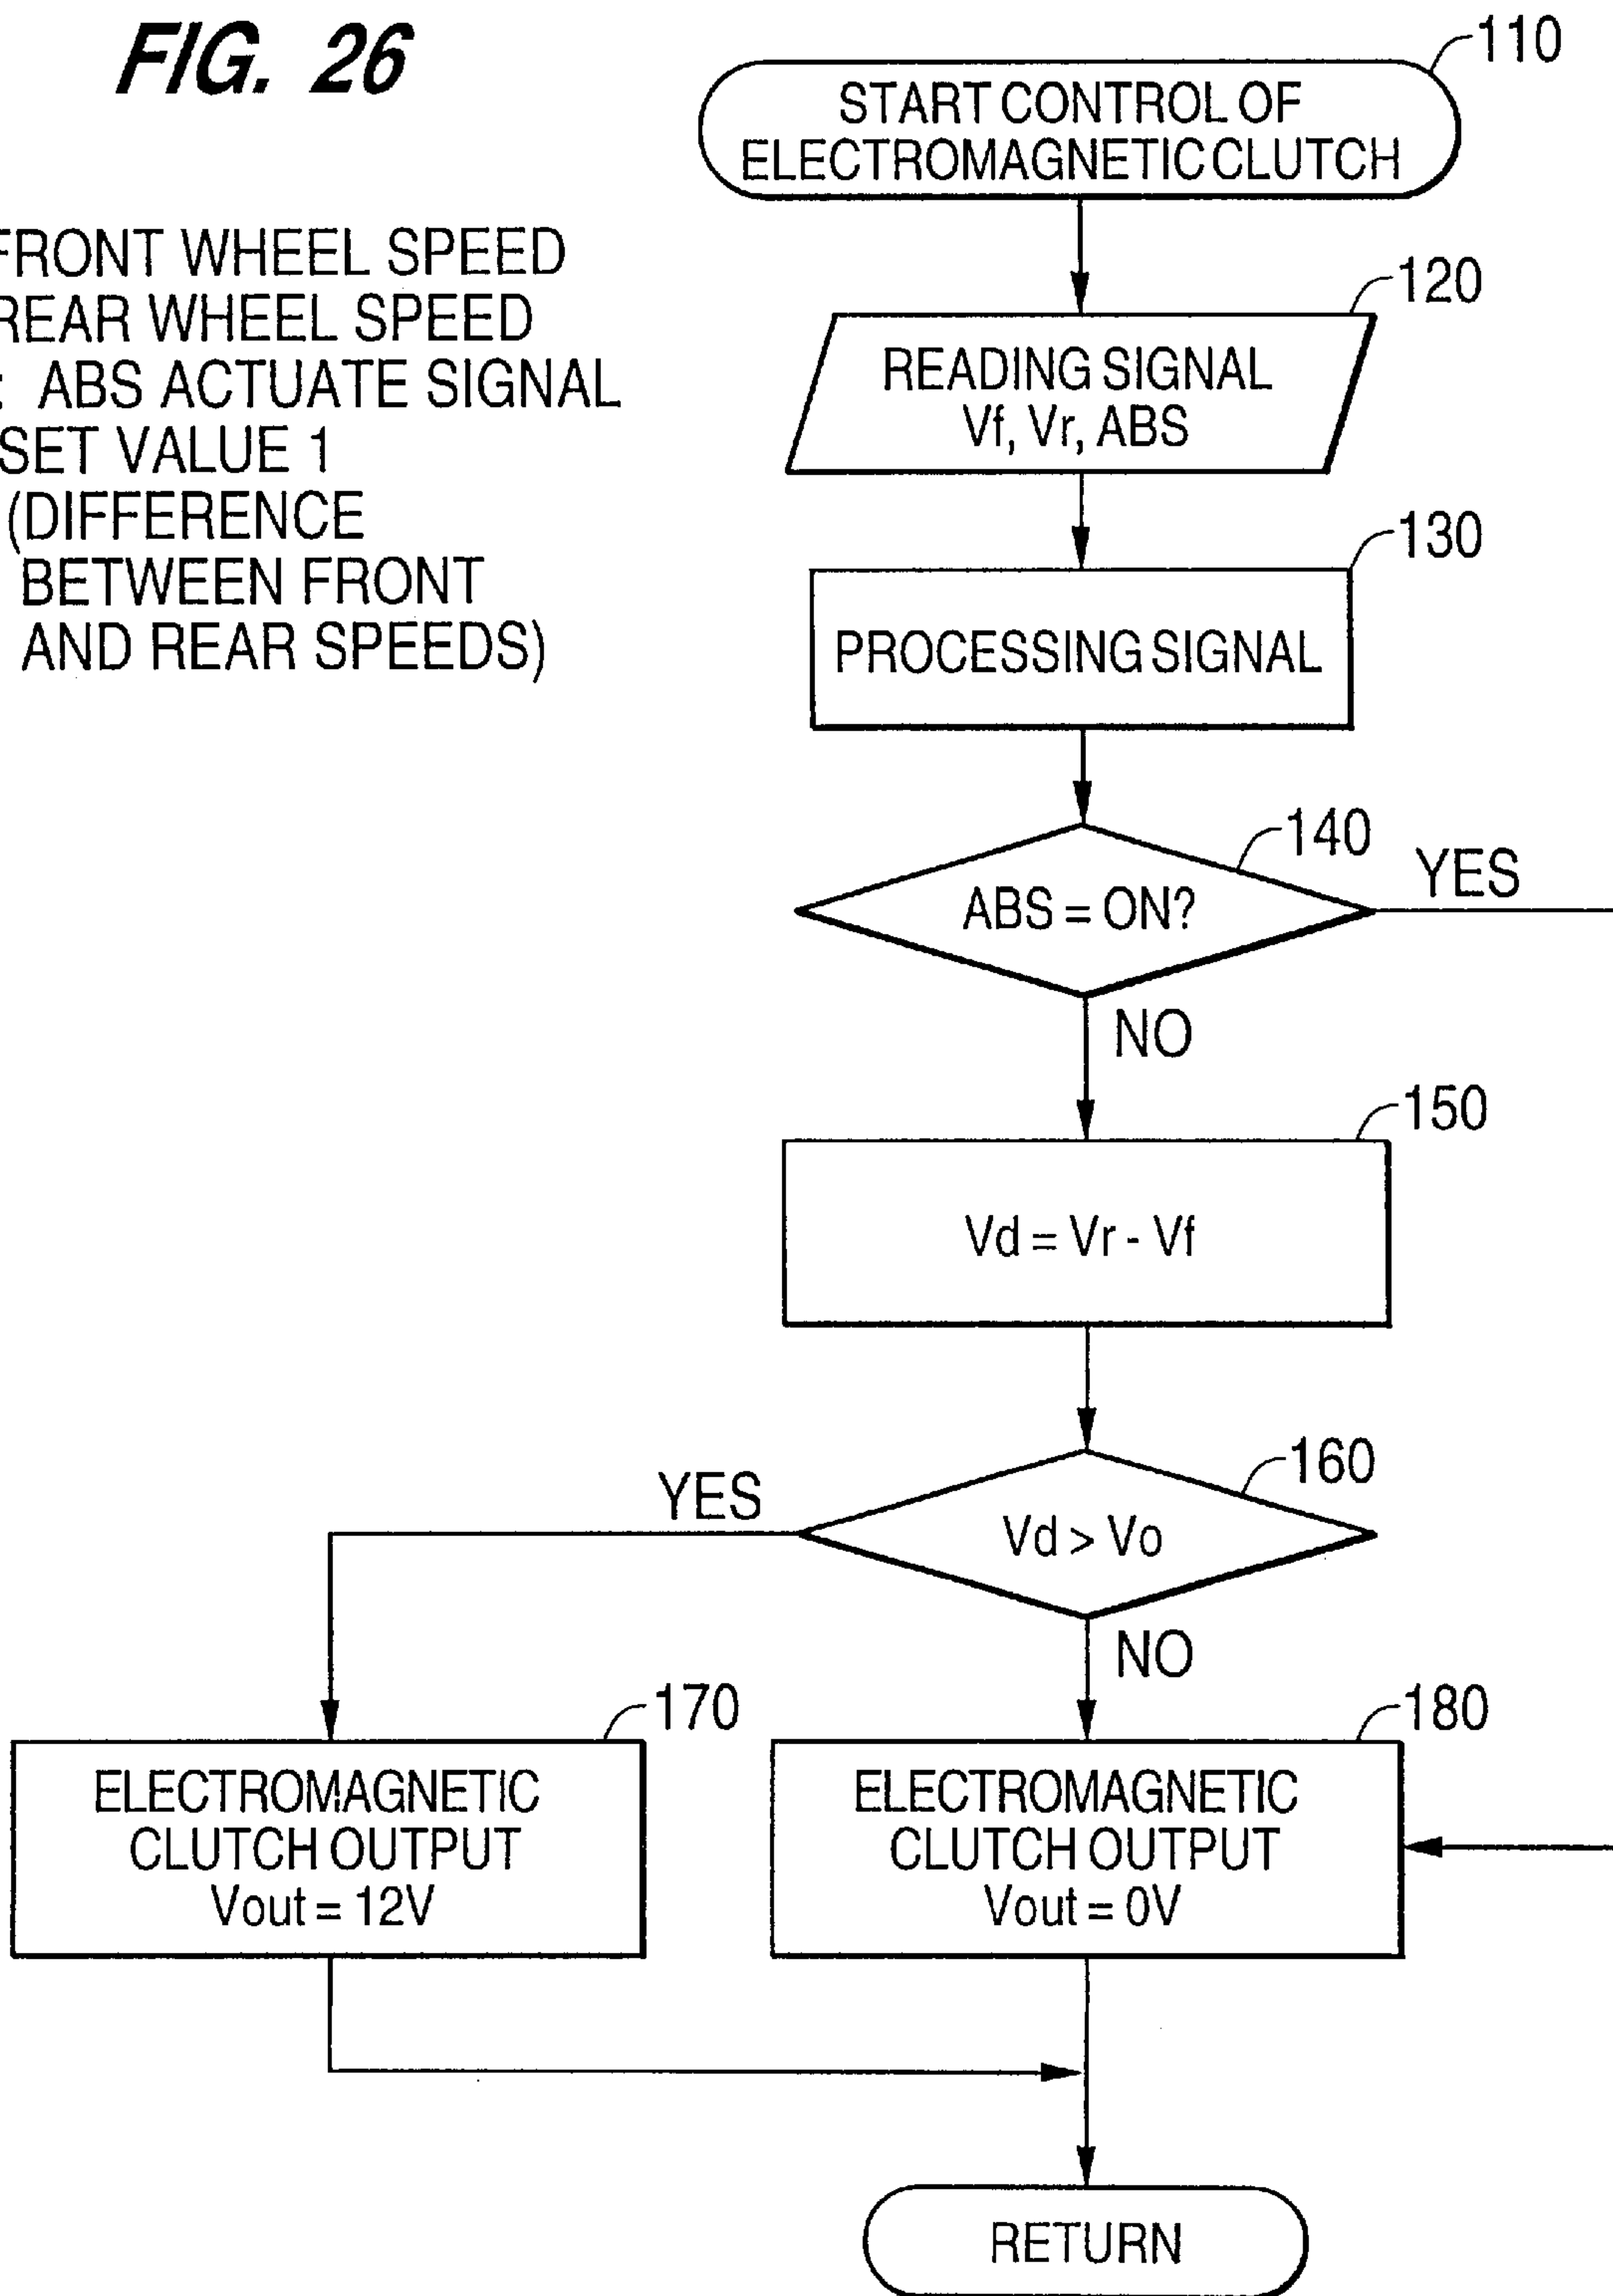 FIG. 26
110
START CONTROL OF
ELECTROMAGNETIC CLUTCH
FRONT WHEEL SPEED
REAR WHEEL SPEED
: ABS ACTUATE SIGNAL
SET VALUE 1
(DIFFERENCE
BETWEEN FRONT
AND REAR SPEEDS)
120
READING SIGNAL
Vf, Vr, ABS
130
PROCESSING SIGNAL
140
ABS = ON?
YES
NO
150
Vd = Vr - Vf
160
Vd > Vo
YES
NO
170
ELECTROMAGNETIC
CLUTCH OUTPUT
Vout = 12V
180
ELECTROMAGNETIC
CLUTCH OUTPUT
Vout = 0V
RETURN